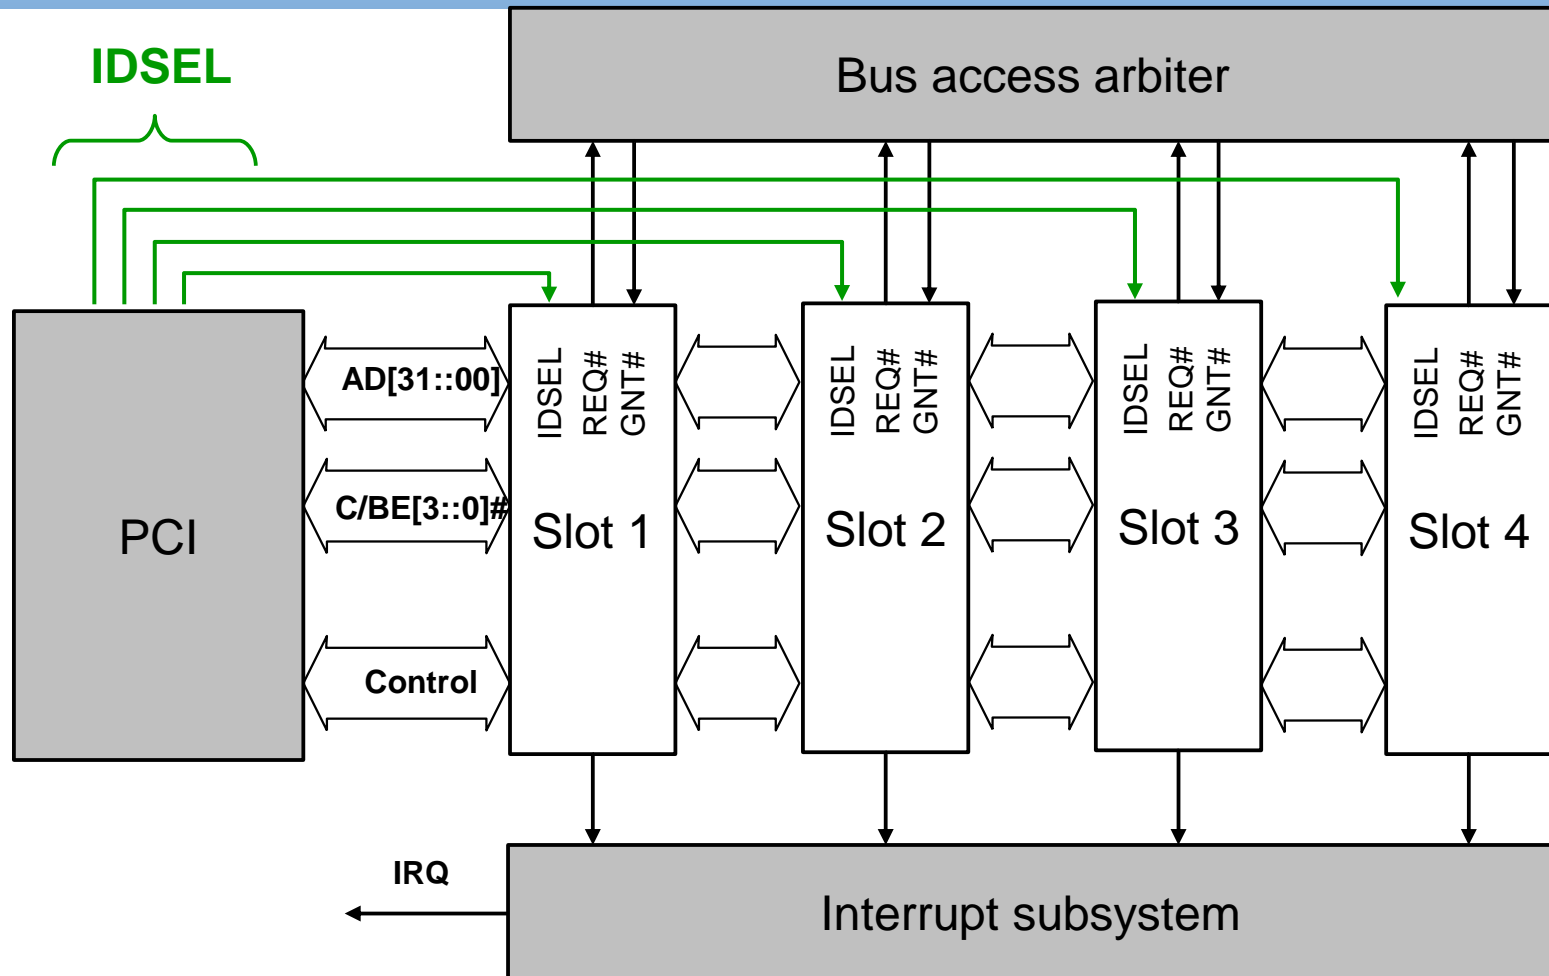 IDSEL
Bus access arbiter
AD[31::00]
C/BE[3::0]#
Control
PCI
IDSEL
REQ#
GNT#
Slot 1
IDSEL
REQ#
GNT#
Slot 2
IDSEL
REQ#
GNT#
Slot 3
IDSEL
REQ#
GNT#
Slot 4
IRQ
Interrupt subsystem